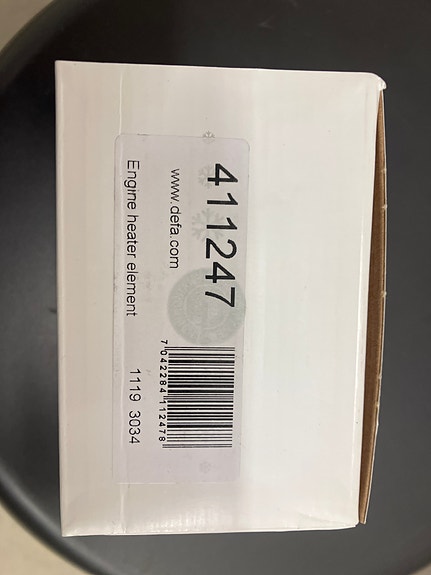 411247
www.defa.com
7 042284 112478
Engine heater element 1119 3034